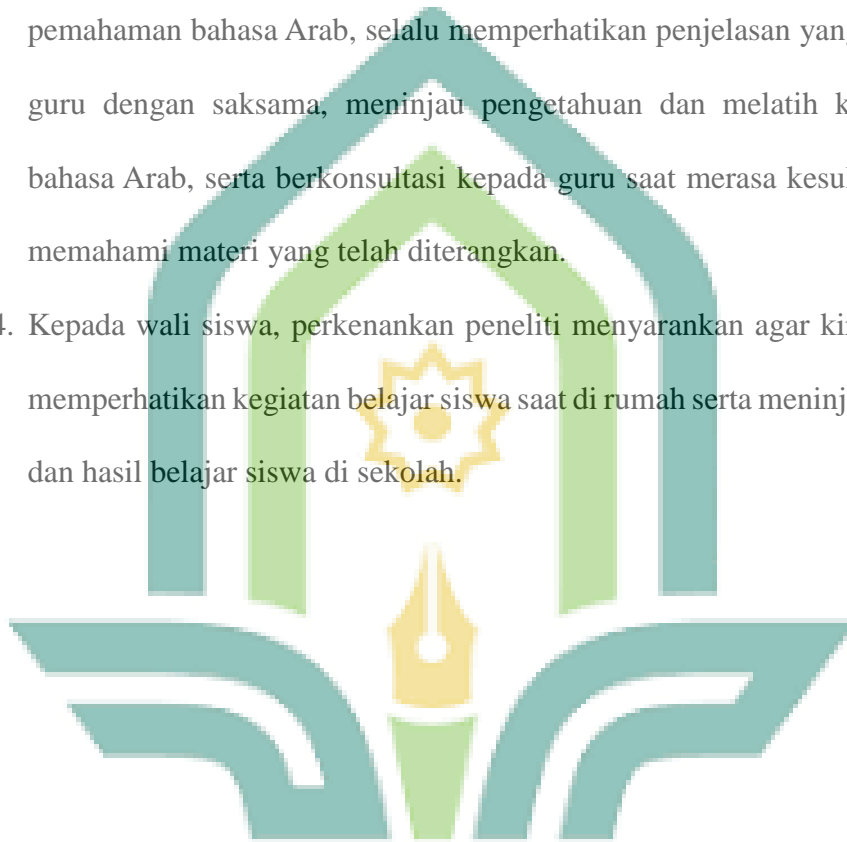 pemahaman bahasa Arab, selalu memperhatikan penjelasan yang
guru dengan saksama, meninjau pengetahuan dan melatih k
bahasa Arab, serta berkonsultasi kepada guru saat merasa kesul
memahami materi yang telah diterangkan.
4. Kepada wali siswa, perkenankan peneliti menyarankan agar ki
memperhatikan kegiatan belajar siswa saat di rumah serta meninj
dan hasil belajar siswa di sekolah.